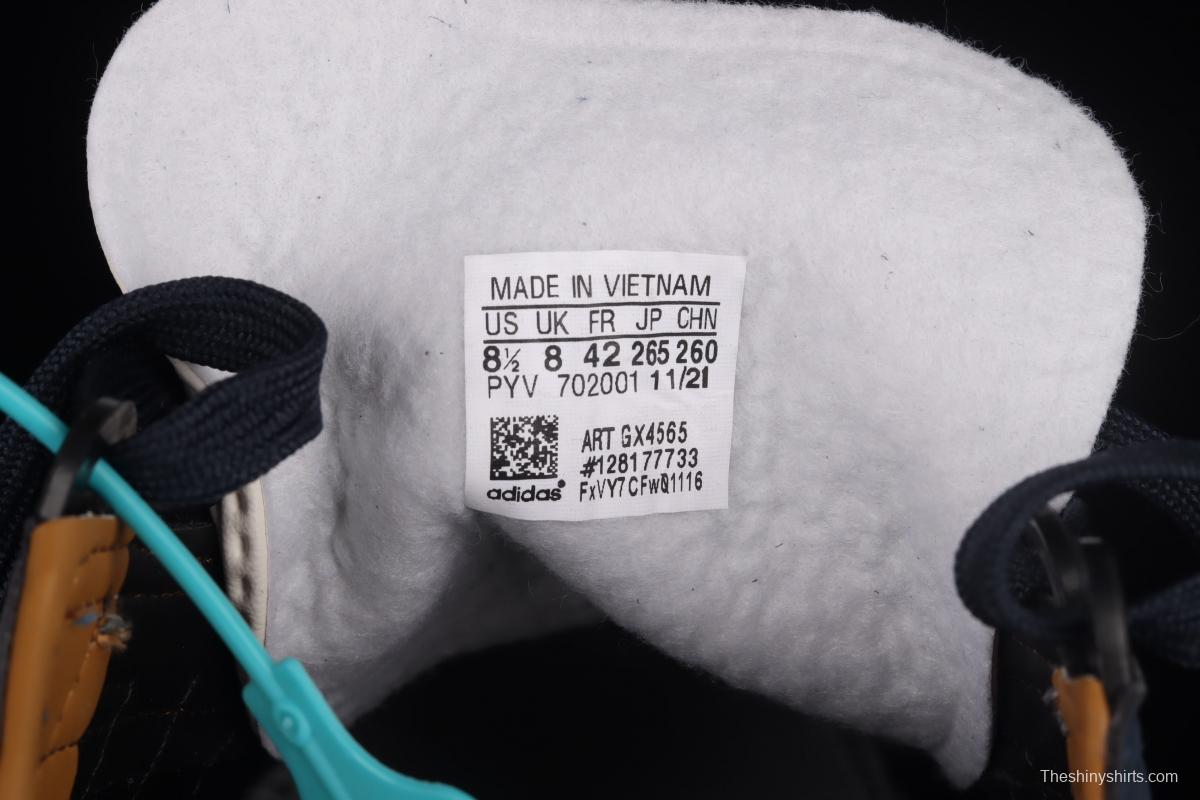 MADE IN VIETNAM
US UK FR JP CHN
8½ 8 42 265 260
PYV 702001 11/21
ART GX4565
#128177733
FxVY7CFwQ1116
adidas
Theshinyshirts.com